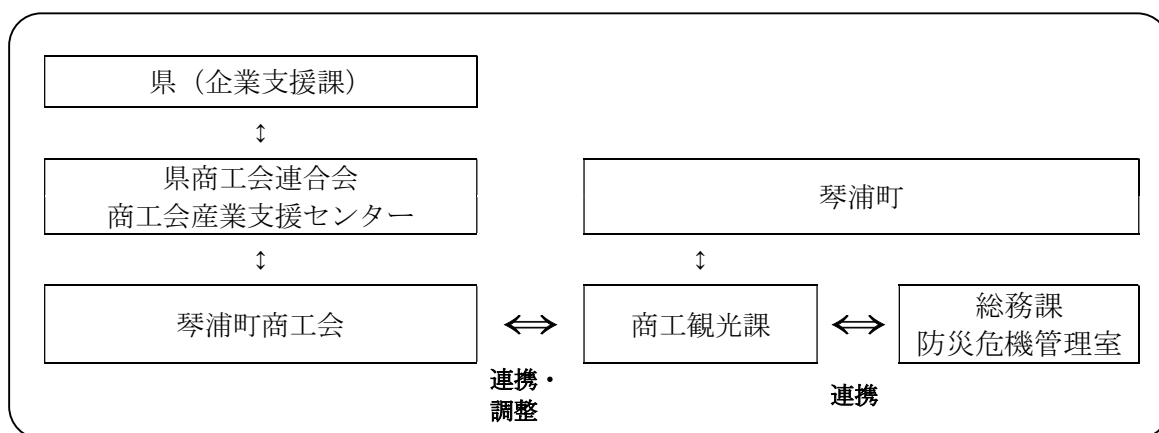 県（企業支援課）
↕
県商工会連合会
商工会産業支援センター
琴浦町
↕
↕
琴浦町商工会
⇔
商工観光課
⇔
総務課
防災危機管理室
連携・
調整
連携